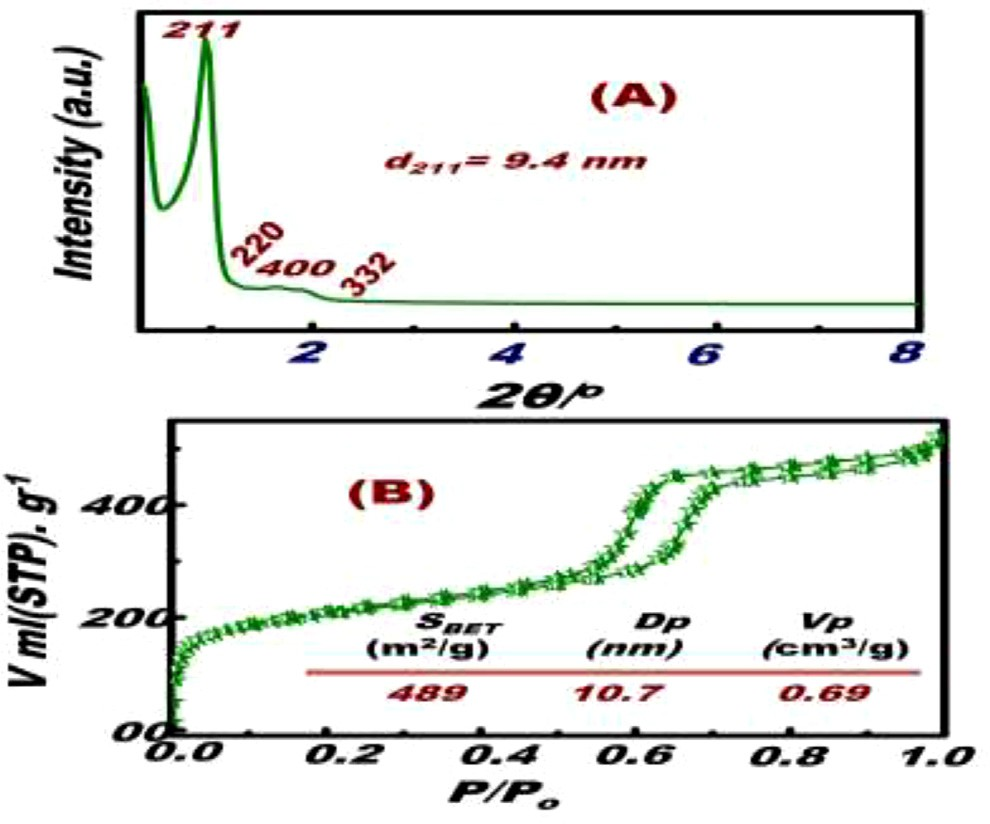 211
(A)
Intensity (a.u.)
d₂₁₁= 9.4 nm
220
400
332
2 4 6 8
2θ/º
(B)
V ml(STP). g⁻¹
400
200
00
S_BET Dp Vp
(m²/g) (nm) (cm³/g)
489 10.7 0.69
0.0 0.2 0.4 0.6 0.8 1.0
P/Pₒ